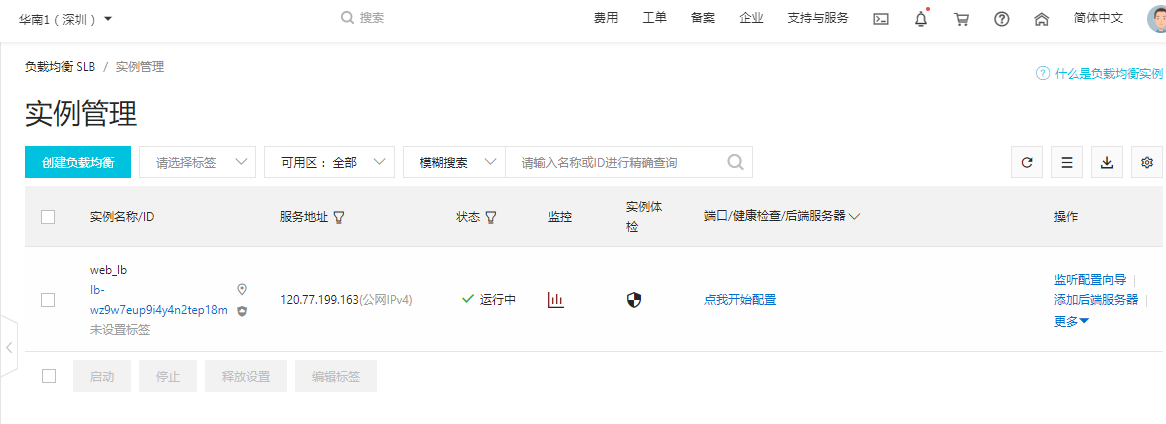 华南1（深圳） 搜索 费用 工单 备案 企业 支持与服务 简体中文
负载均衡 SLB / 实例管理
什么是负载均衡实例
实例管理
创建负载均衡 请选择标签 可用区： 全部 模糊搜索 请输入名称或ID进行精确查询
实例名称/ID 服务地址 状态 监控 实例体检 端口/健康检查/后端服务器 操作
web_lb
lb-
wz9w7eup9i4y4n2tep18m
未设置标签
120.77.199.163(公网IPv4) 运行中 点我开始配置
监听配置向导
添加后端服务器
更多
启动 停止 释放设置 编辑标签